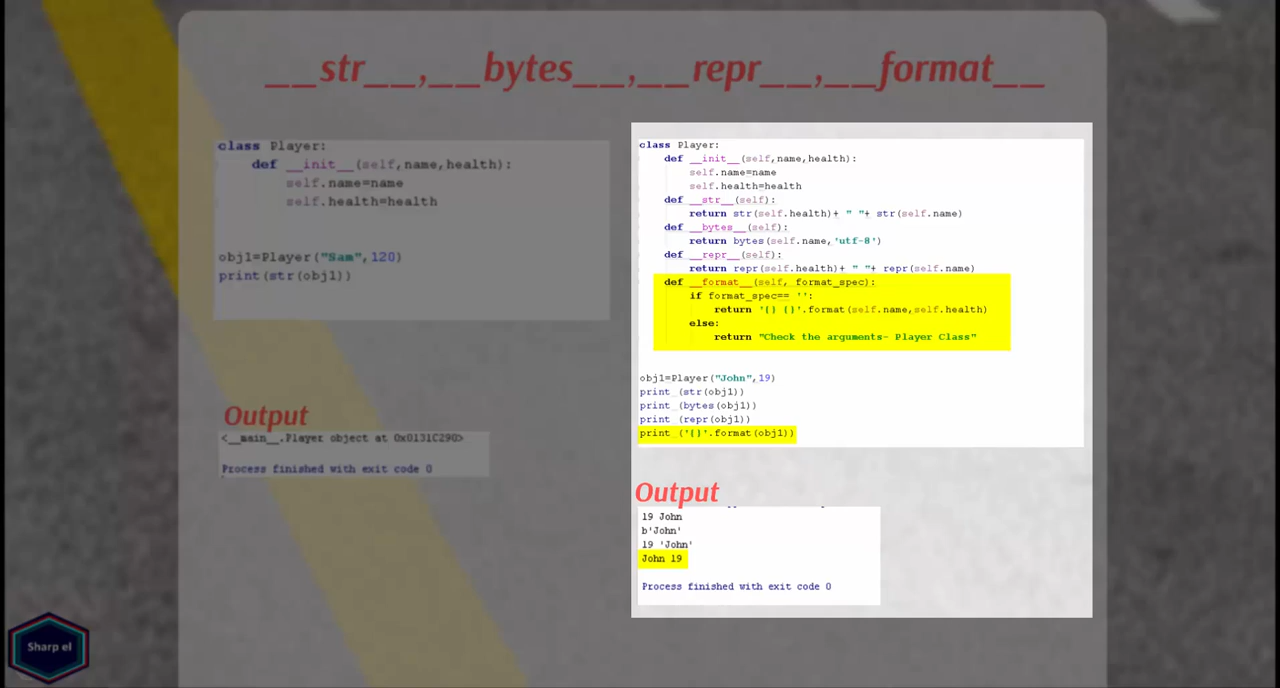 __str__,__bytes__,__repr__,__format__
class Player:
    def __init__(self,name,health):
        self.name=name
        self.health=health
obj1=Player("Sam",120)
print(str(obj1))
Output
<__main__.Player object at 0x0131C290>
Process finished with exit code 0
class Player:
    def __init__(self,name,health):
        self.name=name
        self.health=health
    def __str__(self):
        return str(self.health)+ " "+ str(self.name)
    def __bytes__(self):
        return bytes(self.name,'utf-8')
    def __repr__(self):
        return repr(self.health)+ " "+ repr(self.name)
    def __format__(self, format_spec):
        if format_spec== '':
            return '{} {}'.format(self.name,self.health)
        else:
            return "Check the arguments- Player Class"
obj1=Player("John",19)
print (str(obj1))
print (bytes(obj1))
print (repr(obj1))
print ('{}'.format(obj1))
Output
19 John
b'John'
19 'John'
John 19
Process finished with exit code 0
Sharp el